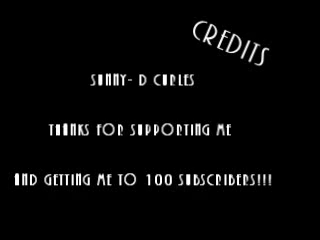 CREDITS
SUNNY- D CURLES
THANKS FOR SUPPORTING ME
AND GETTING ME TO 100 SUBSCRIBERS!!!